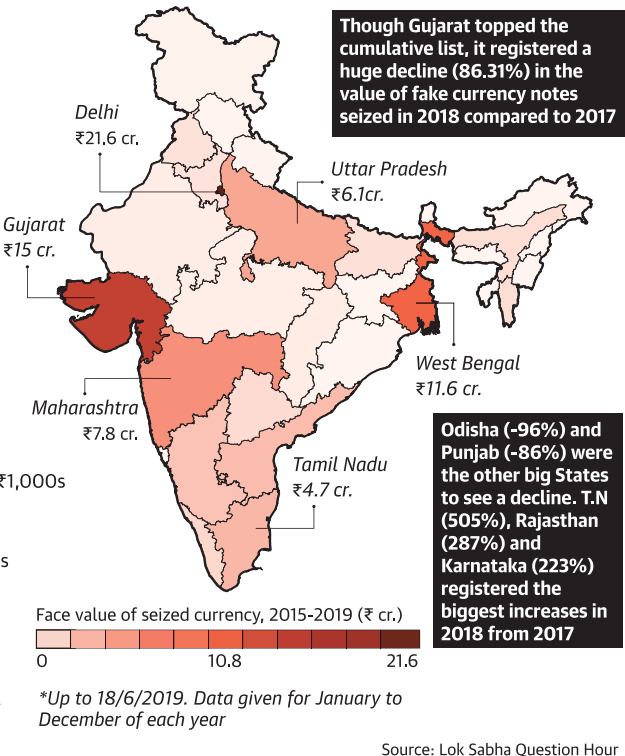 Though Gujarat topped the
cumulative list, it registered a
huge decline (86.31%) in the
value of fake currency notes
seized in 2018 compared to 2017
Delhi
₹21.6 cr.
Uttar Pradesh
₹6.1cr.
Gujarat
₹15 cr.
West Bengal
₹11.6 cr.
Maharashtra
₹7.8 cr.
Odisha (-96%) and
Punjab (-86%) were
the other big States
to see a decline. T.N
(505%), Rajasthan
(287%) and
Karnataka (223%)
registered the
biggest increases in
2018 from 2017
Tamil Nadu
₹4.7 cr.
₹1,000s
s
Face value of seized currency, 2015-2019 (₹ cr.)
0 10.8 21.6
*Up to 18/6/2019. Data given for January to
December of each year
Source: Lok Sabha Question Hour